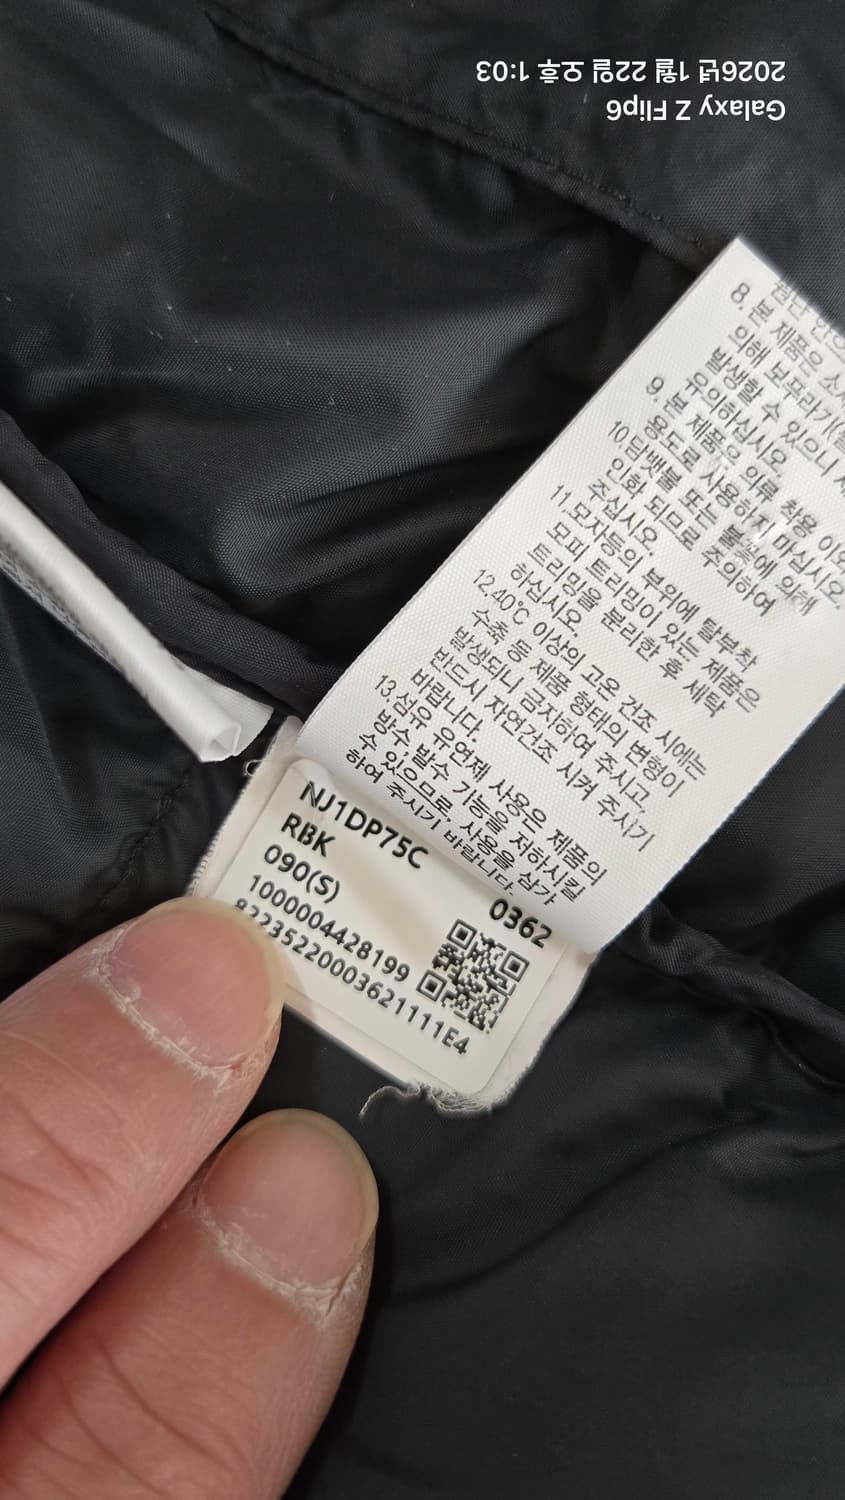 2026년 1월 22일 오후 1:03
Galaxy Z Flip6
8. 본 제품은
의해 보푸라기
발생할 수 있으니
유의하십시오.
9. 본 제품은 의류 착용
용도로 사용하지 마십시오.
10.담뱃불 또는 불꽃에 의해
인화 되므로 주의하여
주십시오.
11.모자등의 부위에 탈부착
모피 트리밍이 있는 제품은
트리밍을 분리한 후 세탁
하십시오.
12.40℃ 이상의 고온 건조 시에는
수축 등 제품 형태의 변형이
발생되니 금지하여 주시고,
반드시 자연건조 시켜 주시기
바랍니다.
13.섬유 유연제 사용은 제품의
방수,발수 기능을 저하시킬
수 있으므로, 사용을 삼가
하여 주시기 바랍니다.
NJ1DP75C
RBK 0362
090(S)
1000004428199
82235220003621111E4